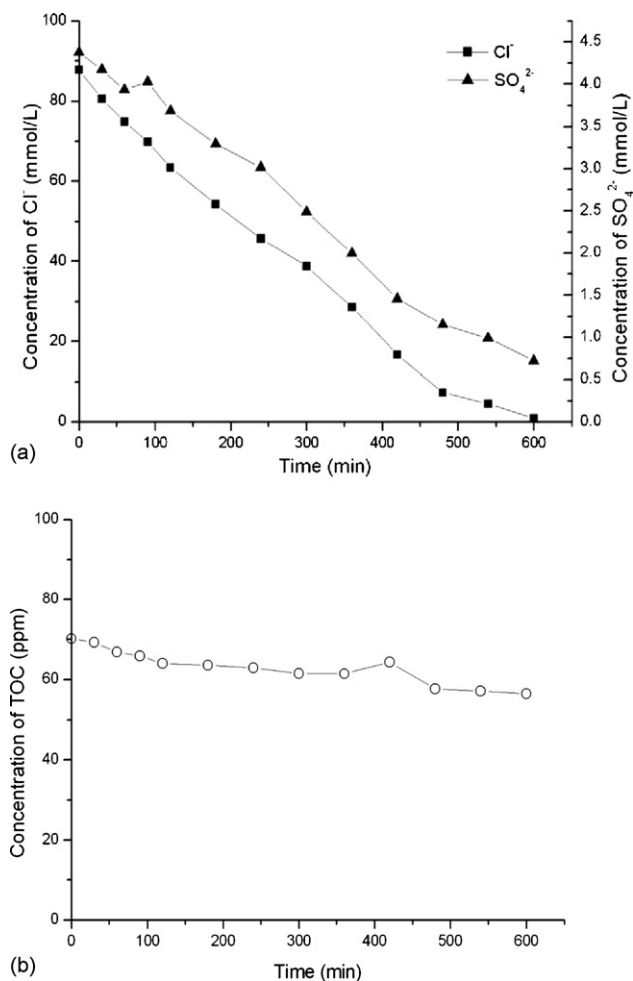 100
80
60
40
20
0
Concentration of Cl⁻ (mmol/L)
Cl⁻
SO₄²⁻
4.5
4.0
3.5
3.0
2.5
2.0
1.5
1.0
0.5
0.0
Concentration of SO₄²⁻ (mmol/L)
0 100 200 300 400 500 600
Time (min)
(a)
100
80
60
40
20
0
Concentration of TOC (ppm)
0 100 200 300 400 500 600
Time (min)
(b)